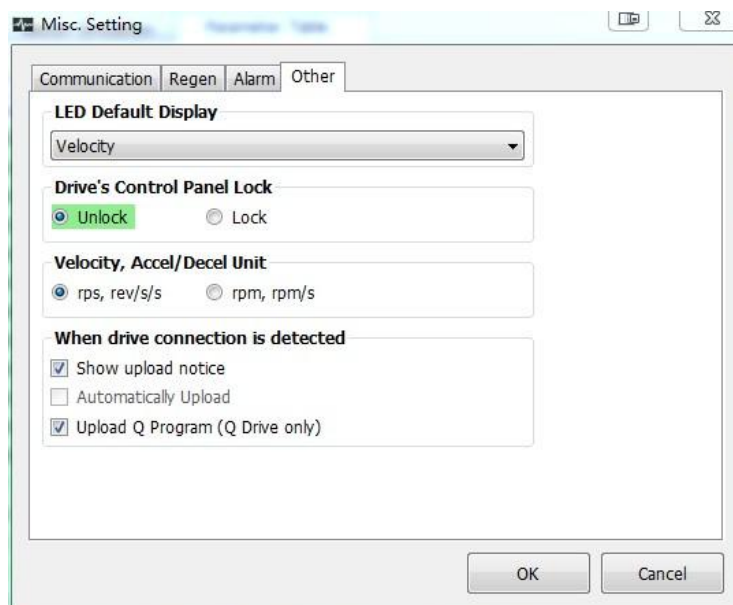 Misc. Setting
Parameter Table
Communication Regen Alarm Other
LED Default Display
Velocity
Drive's Control Panel Lock
Unlock Lock
Velocity, Accel/Decel Unit
rps, rev/s/s rpm, rpm/s
When drive connection is detected
Show upload notice
Automatically Upload
Upload Q Program (Q Drive only)
OK Cancel